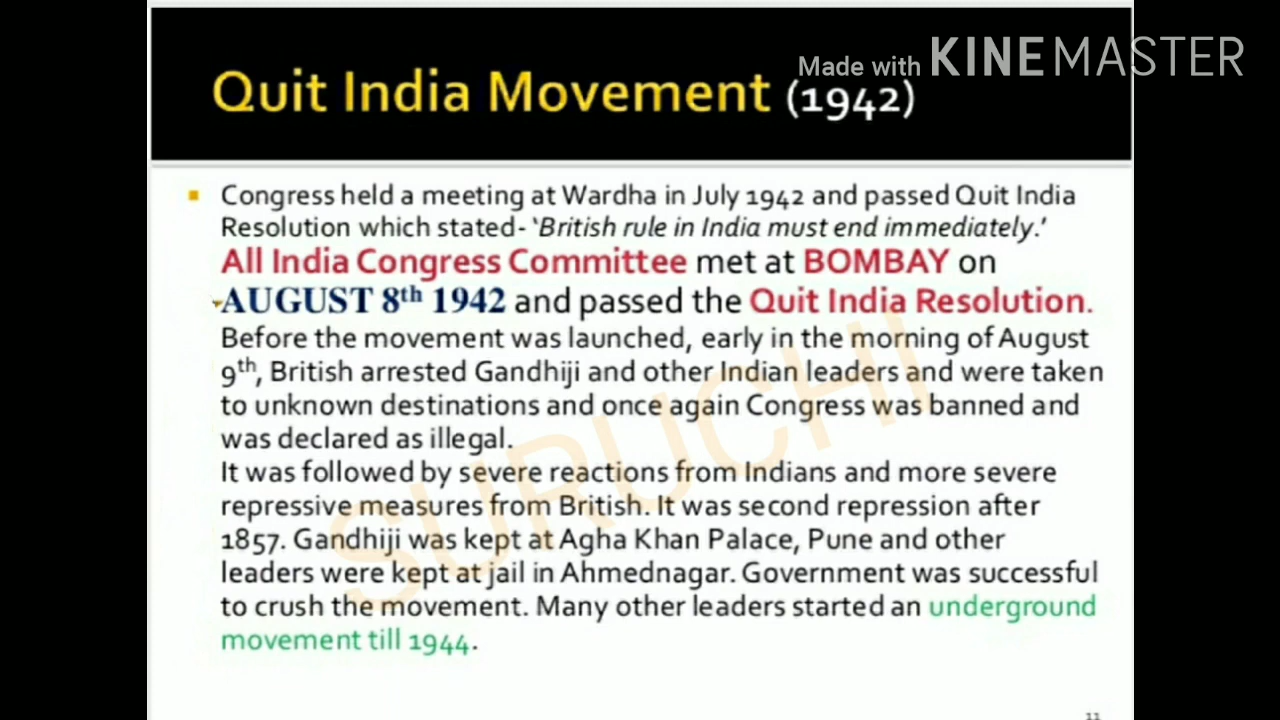 Made with KINEMASTER
Quit India Movement (1942)
Congress held a meeting at Wardha in July 1942 and passed Quit India
Resolution which stated- 'British rule in India must end immediately.'
All India Congress Committee met at BOMBAY on
AUGUST 8th 1942 and passed the Quit India Resolution.
Before the movement was launched, early in the morning of August
9th, British arrested Gandhiji and other Indian leaders and were taken
to unknown destinations and once again Congress was banned and
was declared as illegal.
It was followed by severe reactions from Indians and more severe
repressive measures from British. It was second repression after
1857. Gandhiji was kept at Agha Khan Palace, Pune and other
leaders were kept at jail in Ahmednagar. Government was successful
to crush the movement. Many other leaders started an underground
movement till 1944.
SURUCHI
11